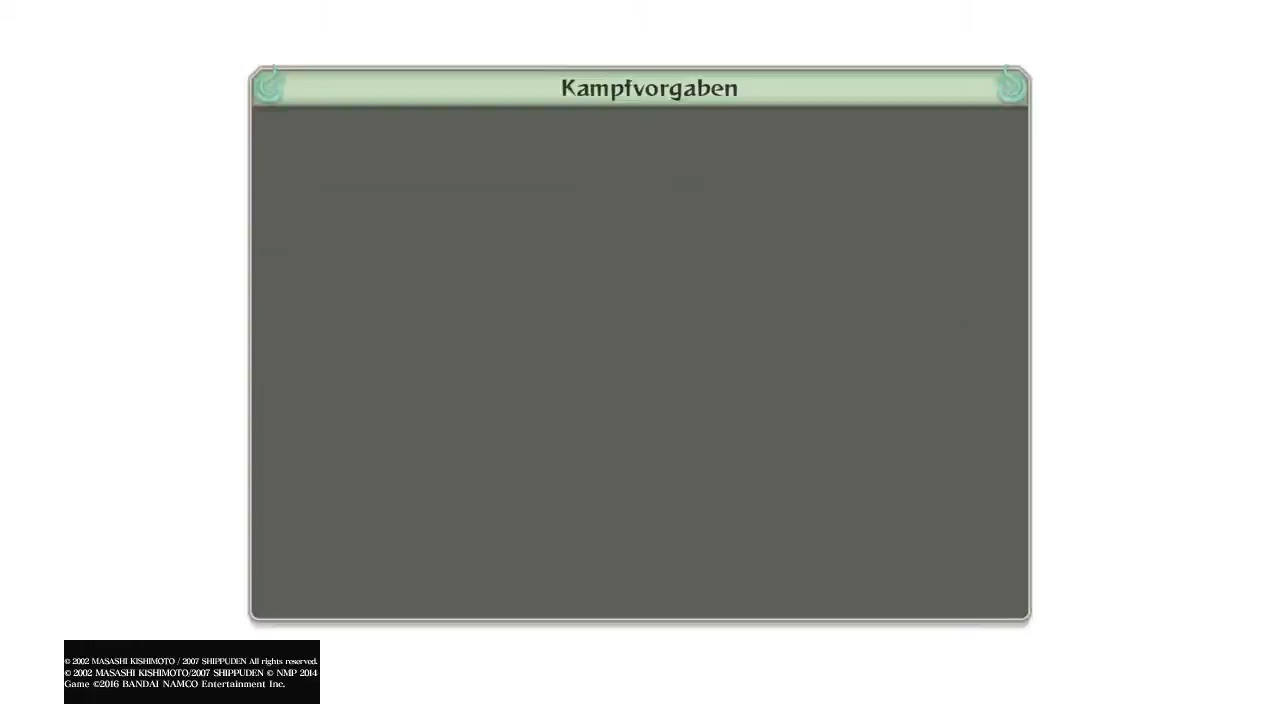 Kampfvorgaben
© 2002 MASASHI KISHIMOTO / 2007 SHIPPUDEN All rights reserved.
© 2002 MASASHI KISHIMOTO/2007 SHIPPUDEN © NMP 2014
Game ©2016 BANDAI NAMCO Entertainment Inc.